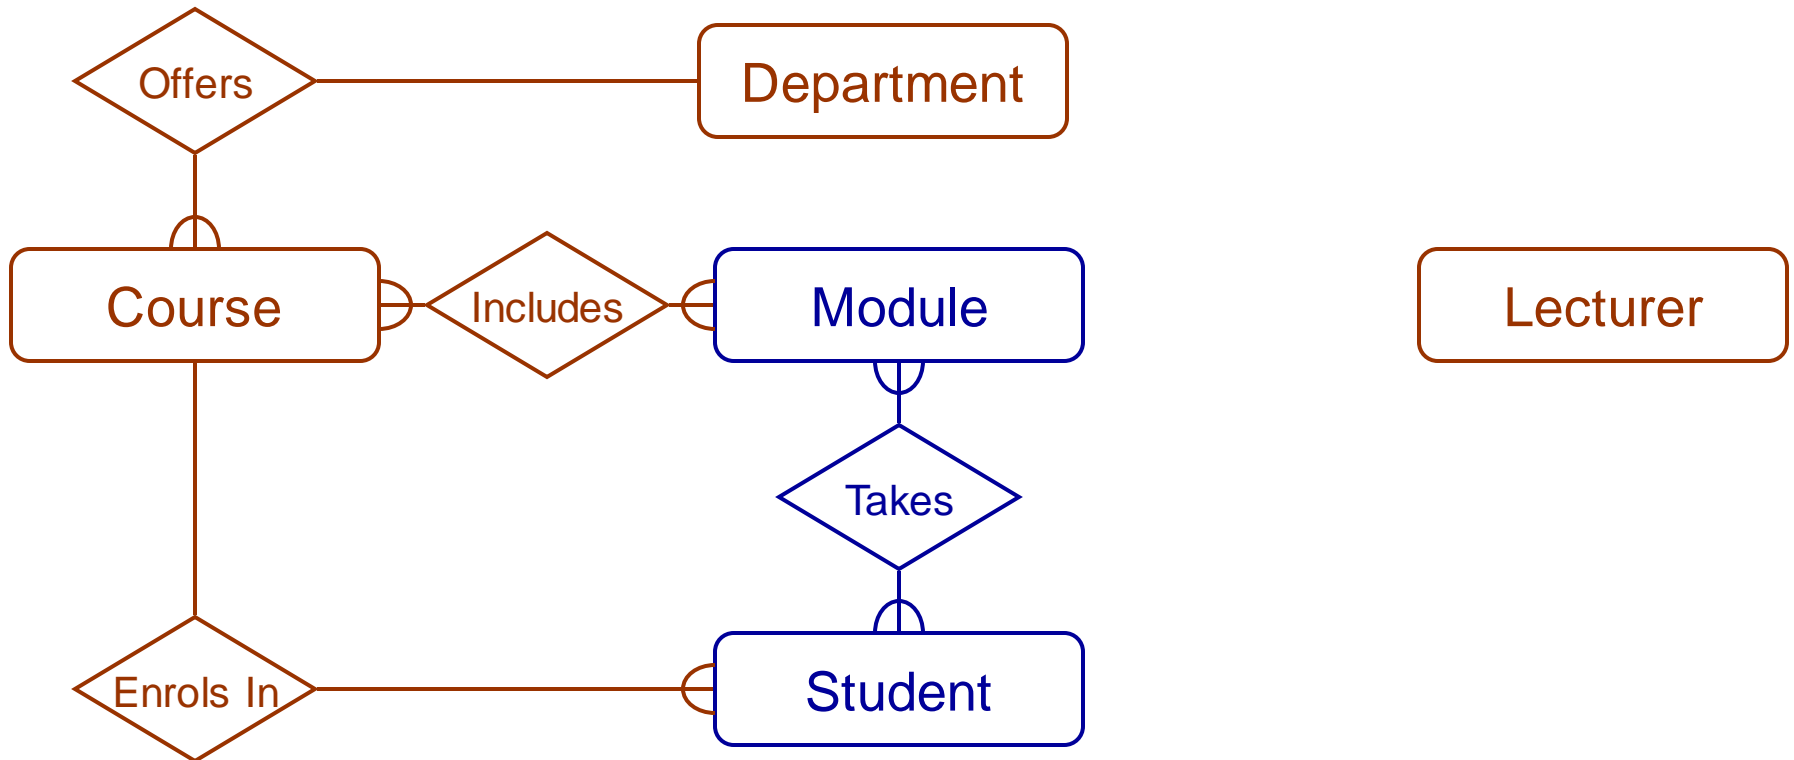 Offers
Department
Course
Includes
Module
Lecturer
Takes
Enrols In
Student